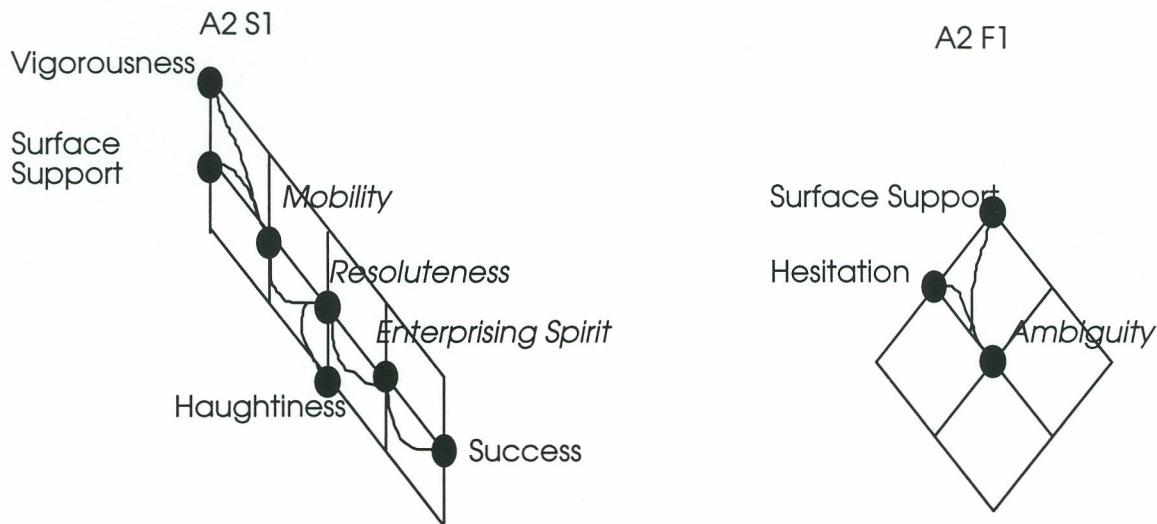 A2 S1
Vigorousness
Surface
Support
Mobility
Resoluteness
Enterprising Spirit
Haughtiness
Success
A2 F1
Surface Support
Hesitation
Ambiguity